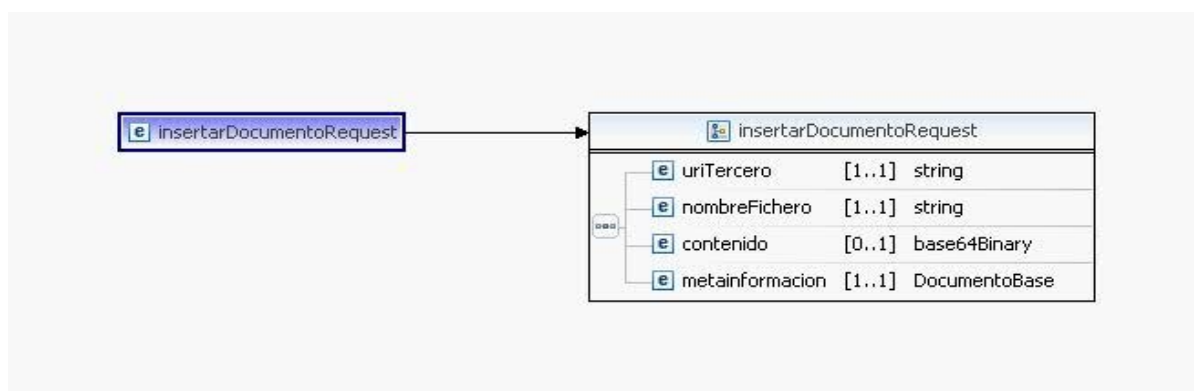 insertarDocumentoRequest
insertarDocumentoRequest
uriTercero [1..1] string
nombreFichero [1..1] string
contenido [0..1] base64Binary
metainformacion [1..1] DocumentoBase